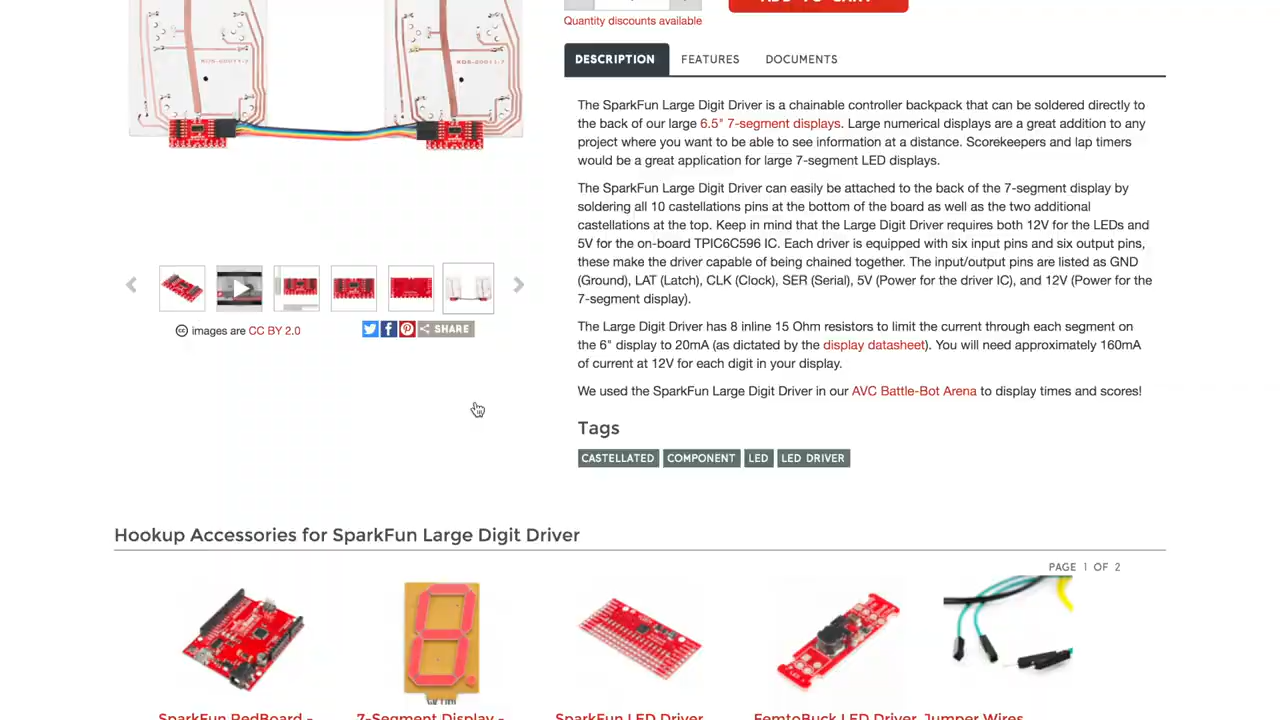 Quantity discounts available
DESCRIPTION FEATURES DOCUMENTS
The SparkFun Large Digit Driver is a chainable controller backpack that can be soldered directly to
the back of our large 6.5" 7-segment displays. Large numerical displays are a great addition to any
project where you want to be able to see information at a distance. Scorekeepers and lap timers
would be a great application for large 7-segment LED displays.
The SparkFun Large Digit Driver can easily be attached to the back of the 7-segment display by
soldering all 10 castellations pins at the bottom of the board as well as the two additional
castellations at the top. Keep in mind that the Large Digit Driver requires both 12V for the LEDs and
5V for the on-board TPIC6C596 IC. Each driver is equipped with six input pins and six output pins,
these make the driver capable of being chained together. The input/output pins are listed as GND
(Ground), LAT (Latch), CLK (Clock), SER (Serial), 5V (Power for the driver IC), and 12V (Power for the
7-segment display).
The Large Digit Driver has 8 inline 15 Ohm resistors to limit the current through each segment on
the 6" display to 20mA (as dictated by the display datasheet). You will need approximately 160mA
of current at 12V for each digit in your display.
We used the SparkFun Large Digit Driver in our AVC Battle-Bot Arena to display times and scores!
Tags
CASTELLATED COMPONENT LED LED DRIVER
images are CC BY 2.0
SHARE
Hookup Accessories for SparkFun Large Digit Driver
PAGE 1 OF 2
SparkFun RedBoard -
7-Segment Display -
SparkFun LED Driver
FemtoBuck LED Driver
Jumper Wires